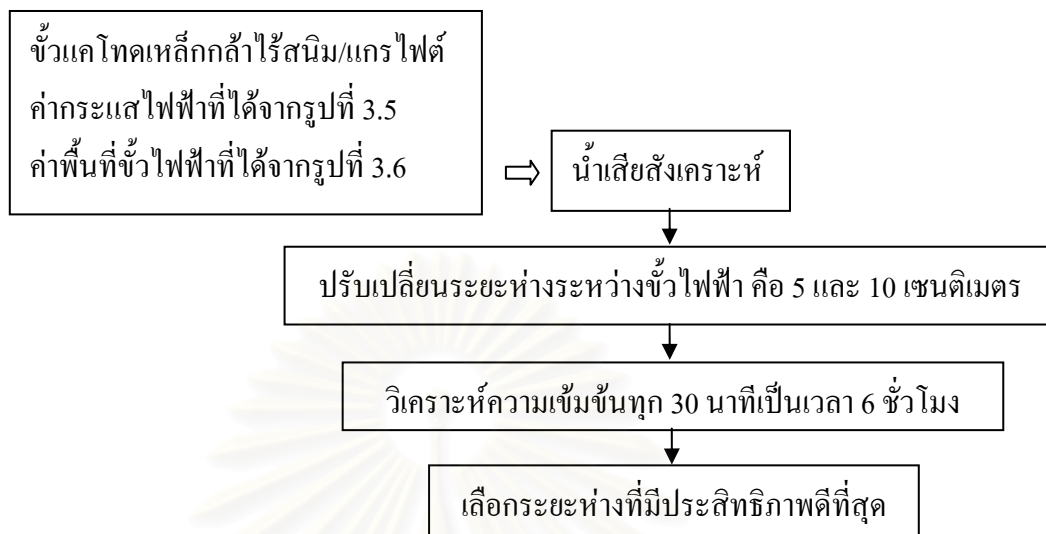 ขั้วแคโทดเหล็กกล้าไร้สนิม/แกรไฟต์
ค่ากระแสไฟฟ้าที่ได้จากรูปที่ 3.5
ค่าพื้นที่ขั้วไฟฟ้าที่ได้จากรูปที่ 3.6
น้ำเสียสังเคราะห์
ปรับเปลี่ยนระยะห่างระหว่างขั้วไฟฟ้า คือ 5 และ 10 เซนติเมตร
วิเคราะห์ความเข้มข้นทุก 30 นาทีเป็นเวลา 6 ชั่วโมง
เลือกระยะห่างที่มีประสิทธิภาพดีที่สุด